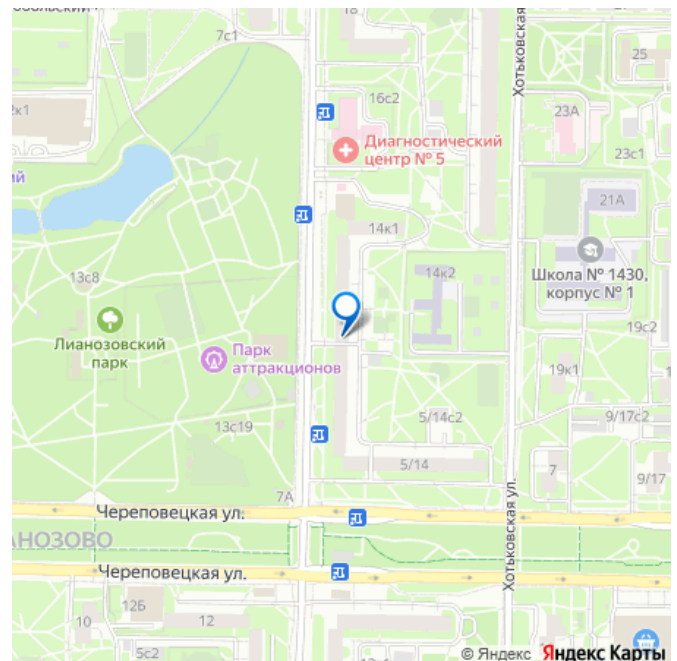 7с1
18
Хотьковская ул.
25
2к1
16с2
23А
Диагностический
центр № 5
23с1
ий
21А
14к1
14к2
Школа № 1430,
корпус № 1
13с8
Лианозовский
парк
19с2
Парк
аттракционов
19к1
13с19
5/14с2
9/17с2
5/14
7
9/17
7А
Череповецкая ул.
АНОЗОВО
Хотьковская ул.
Череповецкая ул.
12Б
10
12
5с2
© Яндекс Яндекс Карты